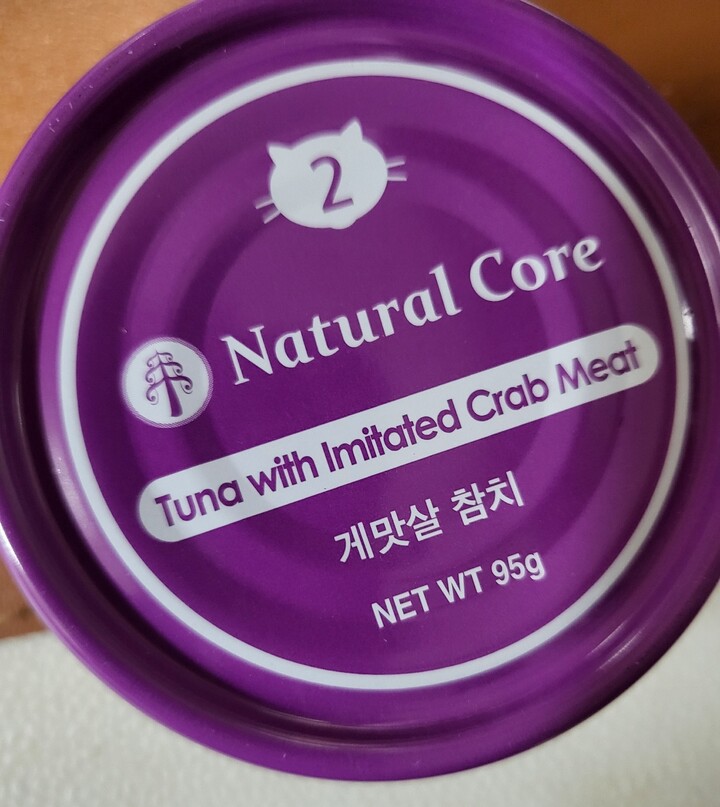 2
Natural Core
Tuna with Imitated Crab Meat
게맛살 참치
NET WT 95g